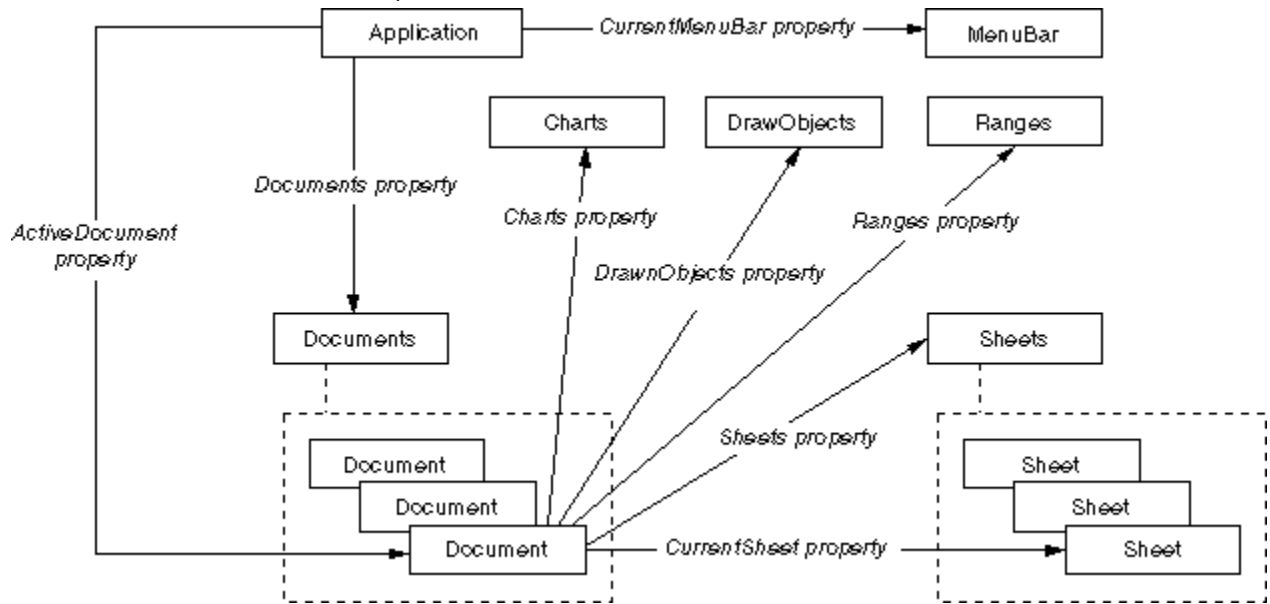 Application
CurrentMenuBar property
MenuBar
Charts
DrawObjects
Ranges
Documents property
Charts property
Ranges property
ActiveDocument
property
DrawnObjects property
Documents
Sheets
Sheets property
Document
Document
Document
CurrentSheet property
Sheet
Sheet
Sheet